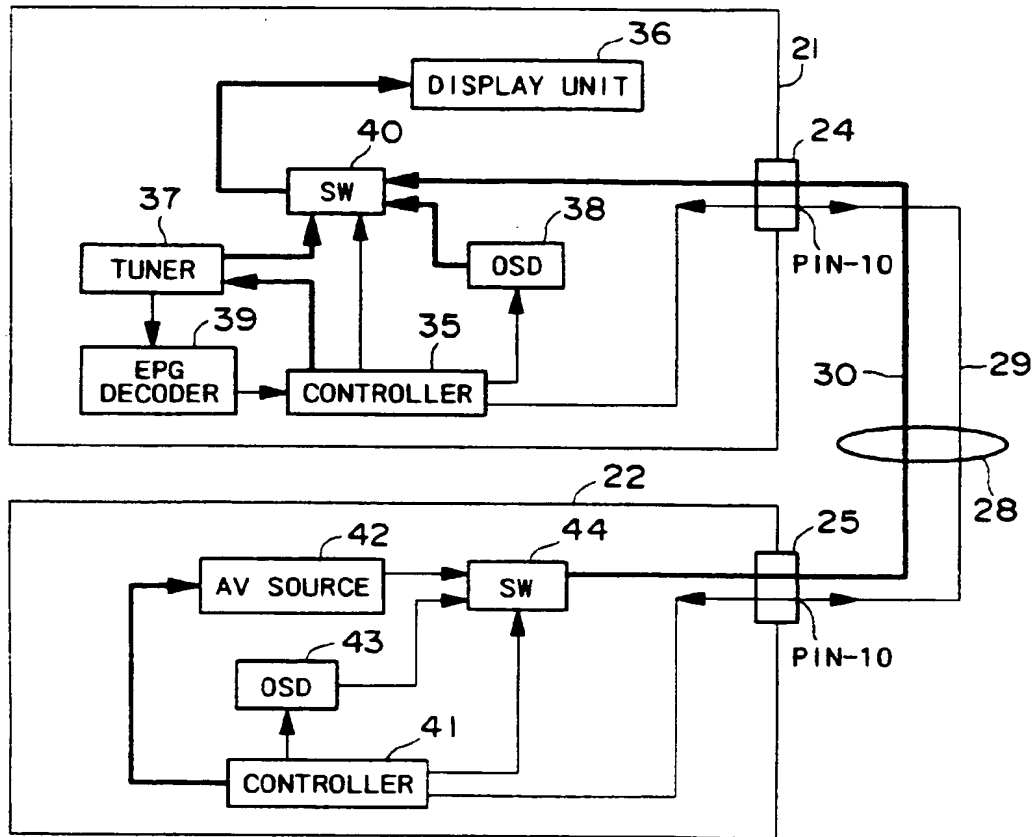 36
21
DISPLAY UNIT
40
24
SW
37
38
TUNER
OSD
PIN-10
39
35
EPG
DECODER
CONTROLLER
30
29
22
28
42
44
25
AV SOURCE
SW
43
PIN-10
OSD
41
CONTROLLER